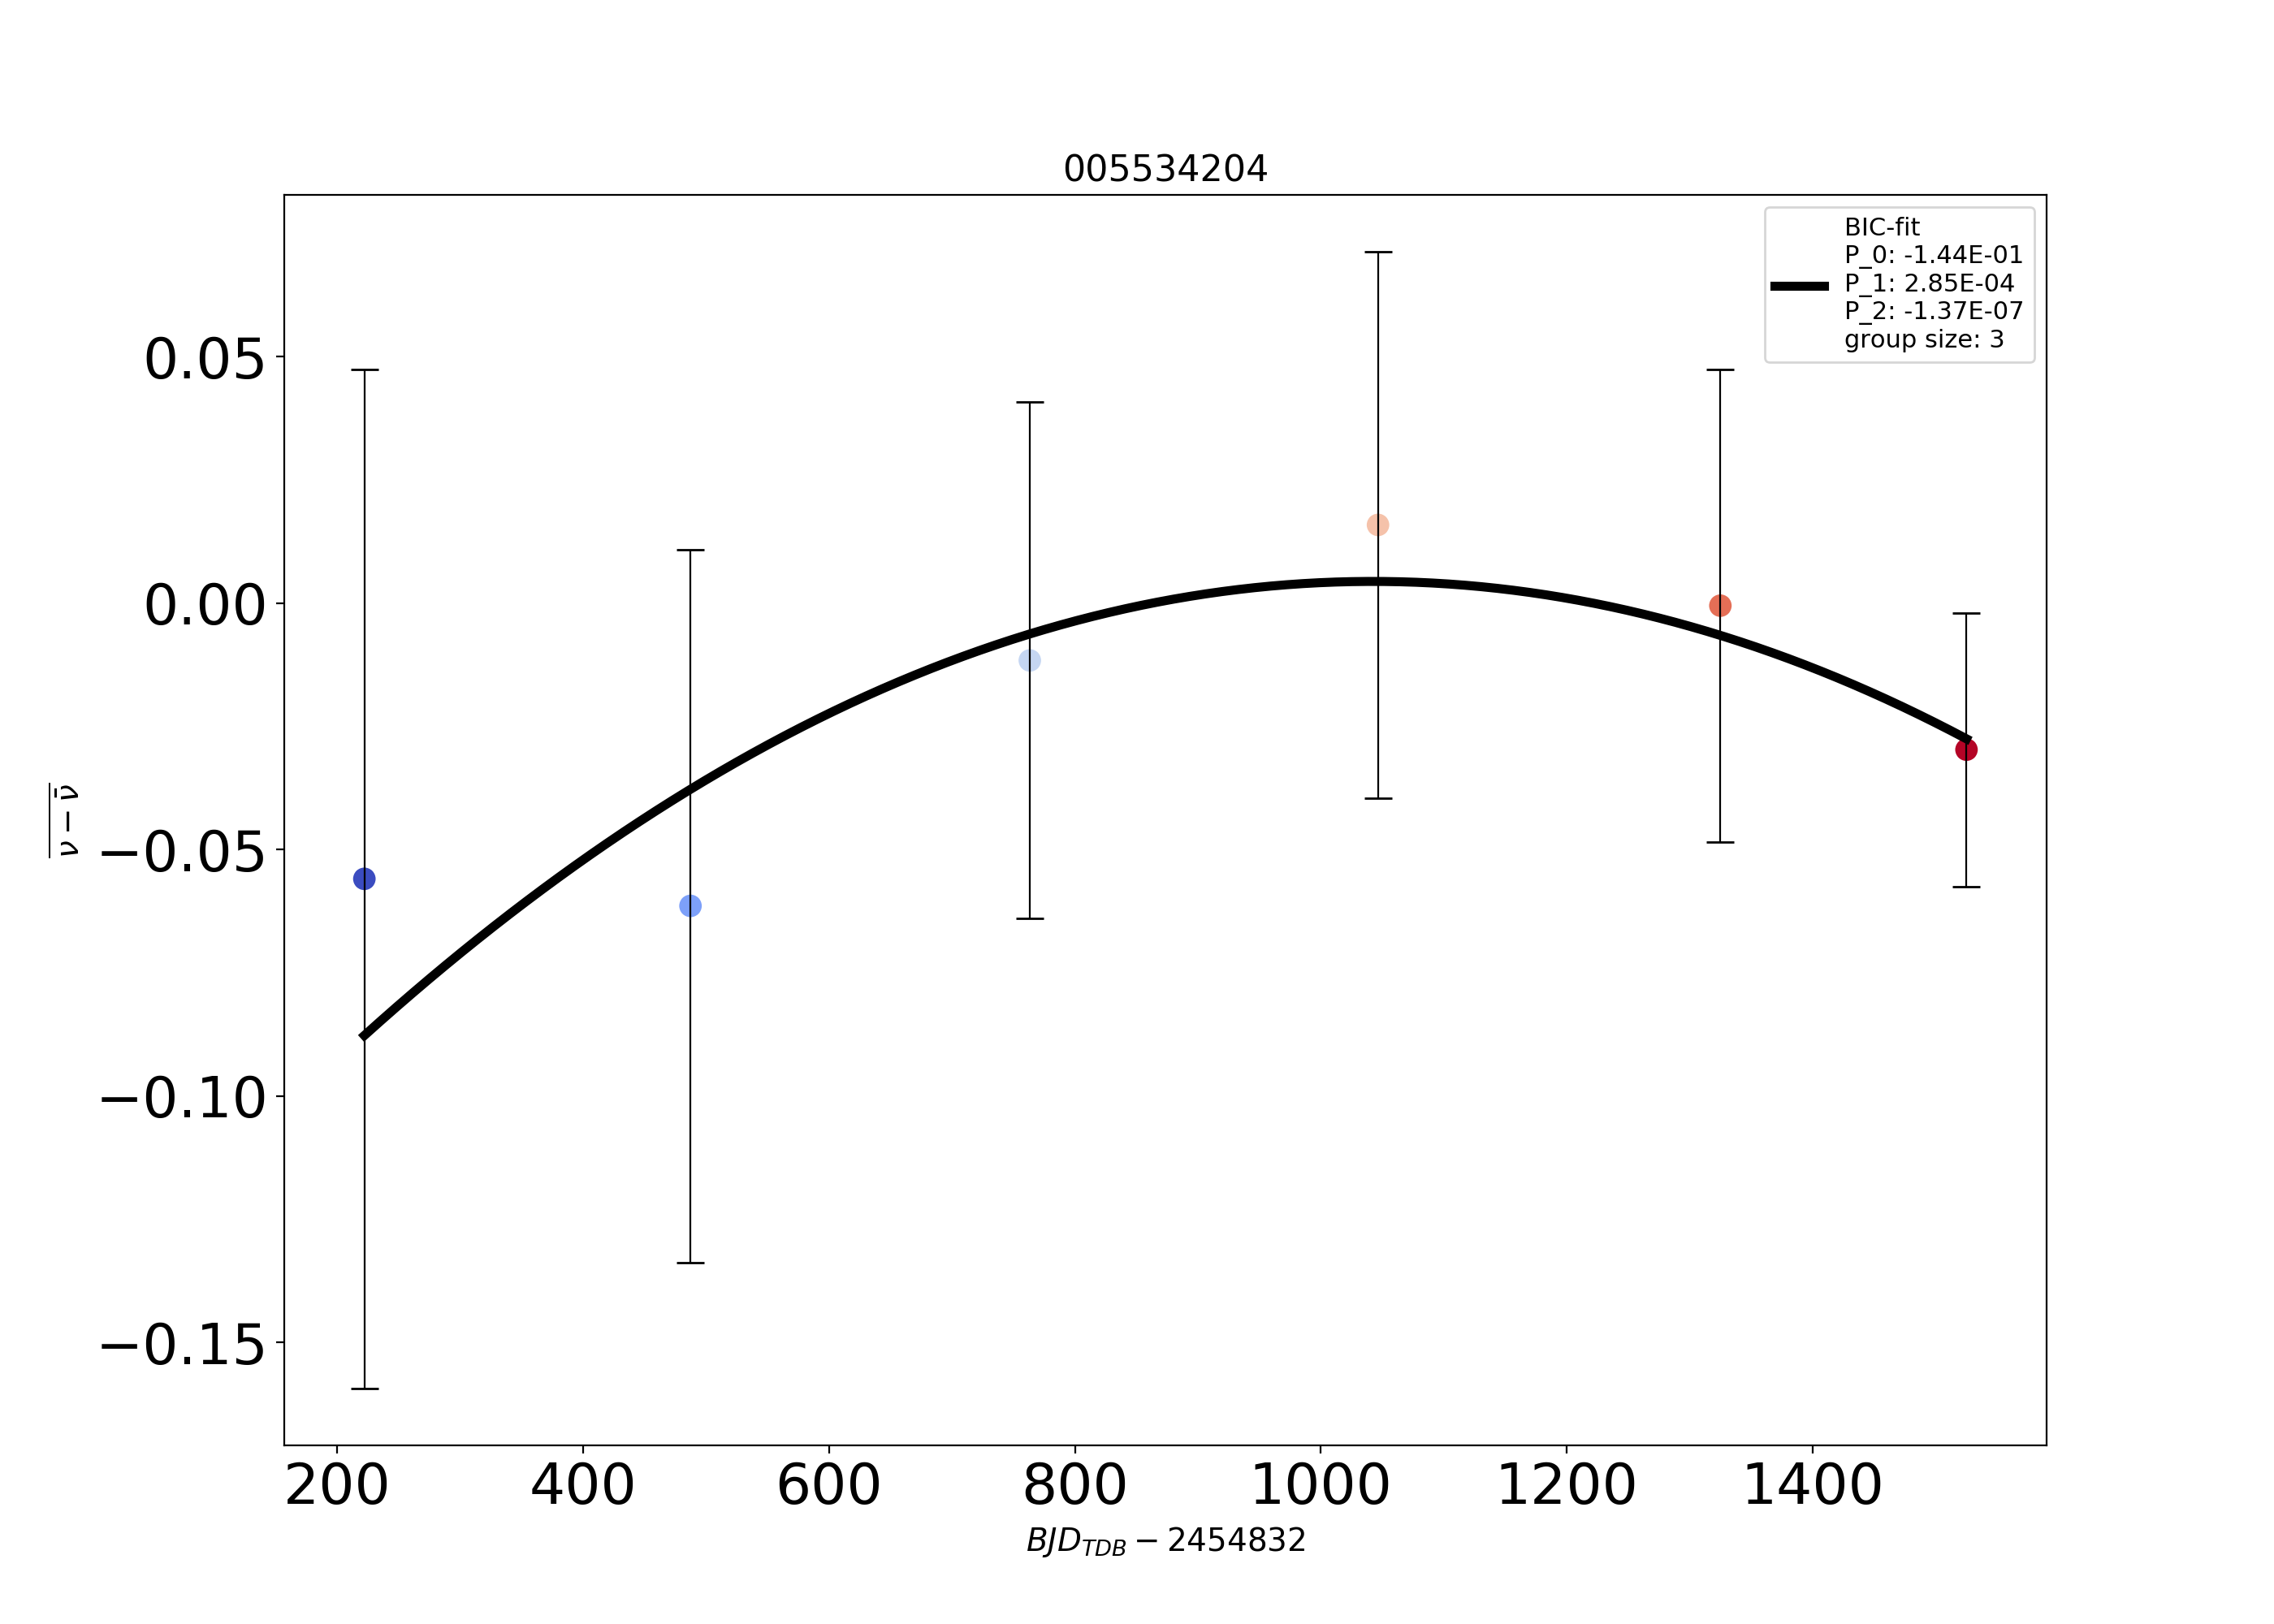 005534204
BIC-fit
P_0: -1.44E-01
P_1: 2.85E-04
P_2: -1.37E-07
group size: 3
0.05
0.00
−0.05
−0.10
−0.15
ν − ν̄
200 400 600 800 1000 1200 1400
BJD_TDB − 2454832